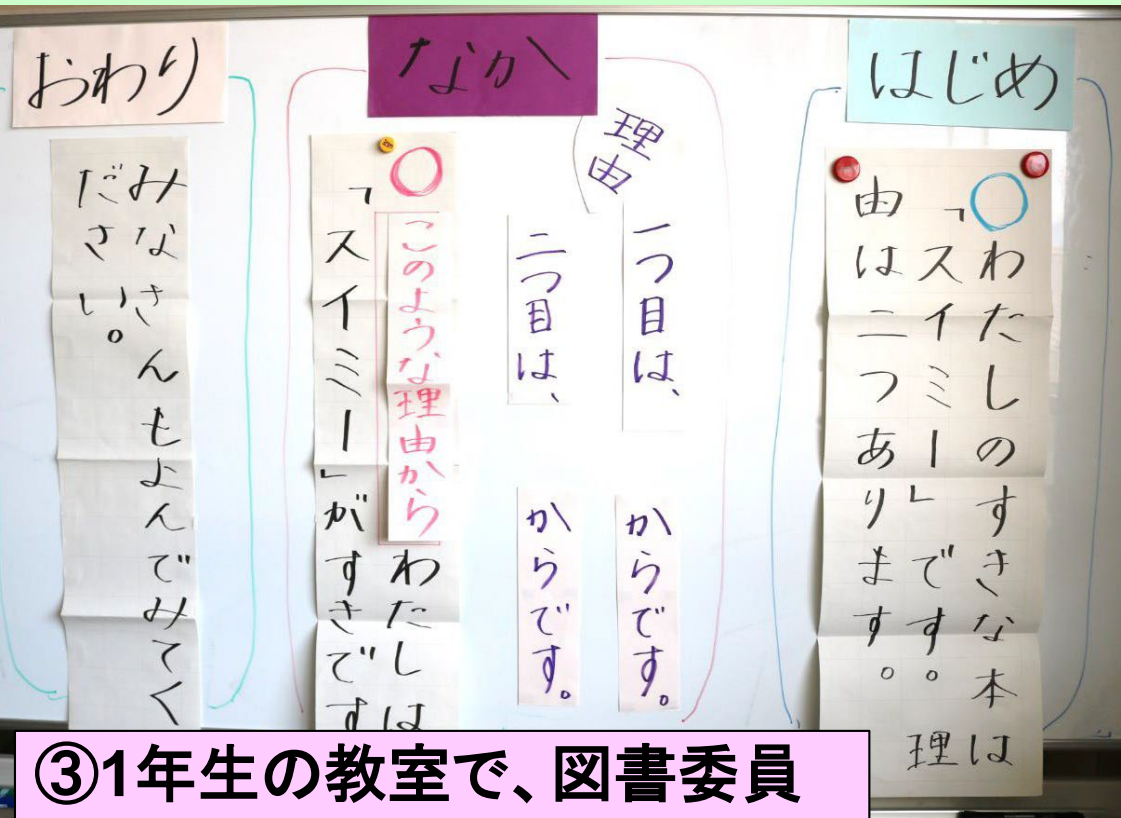 はじめ
○わたしのすきな本は
「スイミー」です。理
由は二つあります。
なか
理由
一つ目は、
からです。
二つ目は、
からです。
○このような理由からわたしは
「スイミー」がすきです
おわり
みなさんもよんでみてく
ださい。
③1年生の教室で、図書委員